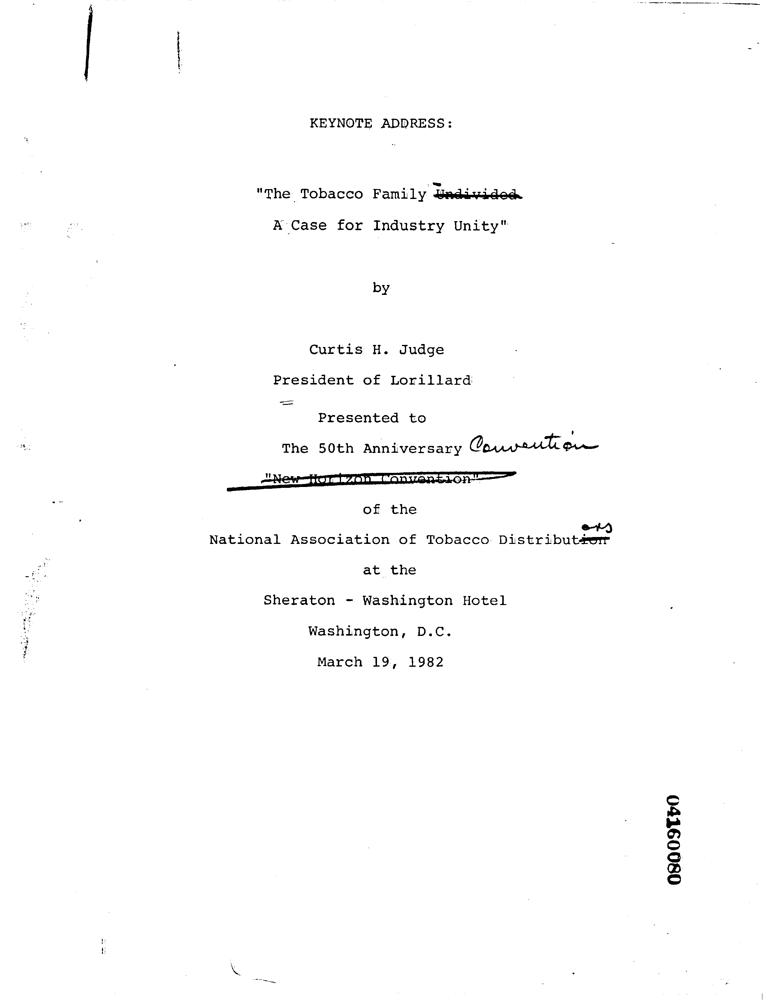 KEYNOTE ADDRESS:
"The Tobacco Family - Undivided
A Case for Industry Unity"
by
Curtis H. Judge
President of Lorillard
Presented to
The 50th Anniversary Convention
"New Horizon Convention"
of the
National Association of Tobacco Distribution ors
at the
Sheraton - Washington Hotel
Washington, D.C.
March 19, 1982
04160080